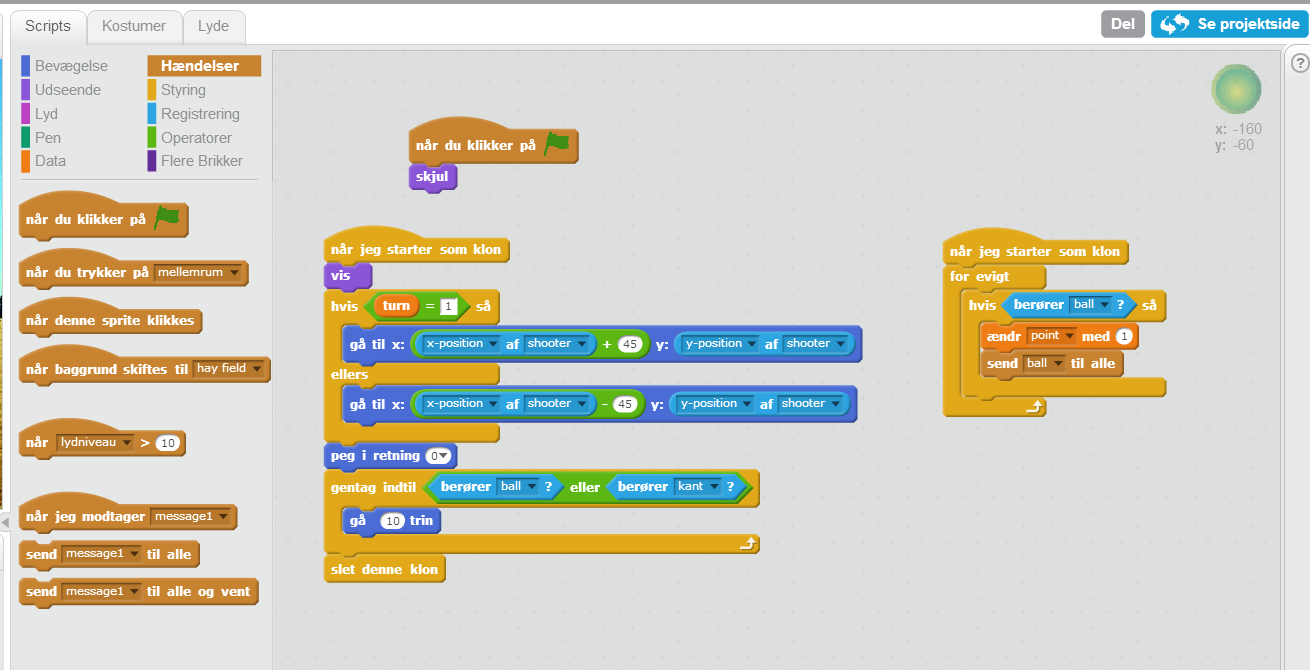 Scripts Kostumer Lyde
Del Se projektside
Bevægelse Hændelser
Udseende Styring
Lyd Registrering
Pen Operatorer
Data Flere Brikker
når du klikker på
når du trykker på mellemrum
når denne sprite klikkes
når baggrund skiftes til hay field
når lydniveau > 10
når jeg modtager message1
send message1 til alle
send message1 til alle og vent
når du klikker på
skjul
når jeg starter som klon
vis
hvis turn = 1 så
gå til x: x-position af shooter + 45 y: y-position af shooter
ellers
gå til x: x-position af shooter - 45 y: y-position af shooter
peg i retning 0
gentag indtil berører ball ? eller berører kant ?
gå 10 trin
slet denne klon
når jeg starter som klon
for evigt
hvis berører ball ? så
ændr point med 1
send ball til alle
x: -160
y: -60
?